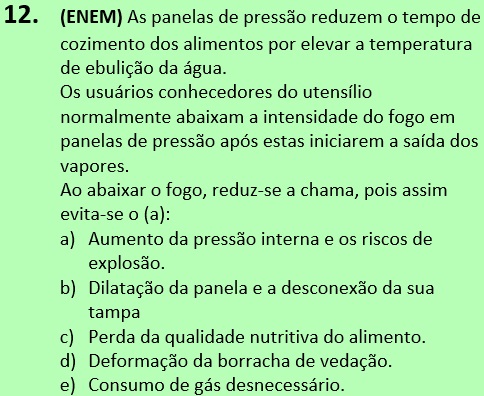 12. (ENEM) As panelas de pressão reduzem o tempo de
cozimento dos alimentos por elevar a temperatura
de ebulição da água.
Os usuários conhecedores do utensílio
normalmente abaixam a intensidade do fogo em
panelas de pressão após estas iniciarem a saída dos
vapores.
Ao abaixar o fogo, reduz-se a chama, pois assim
evita-se o (a):
a) Aumento da pressão interna e os riscos de
explosão.
b) Dilatação da panela e a desconexão da sua
tampa
c) Perda da qualidade nutritiva do alimento.
d) Deformação da borracha de vedação.
e) Consumo de gás desnecessário.